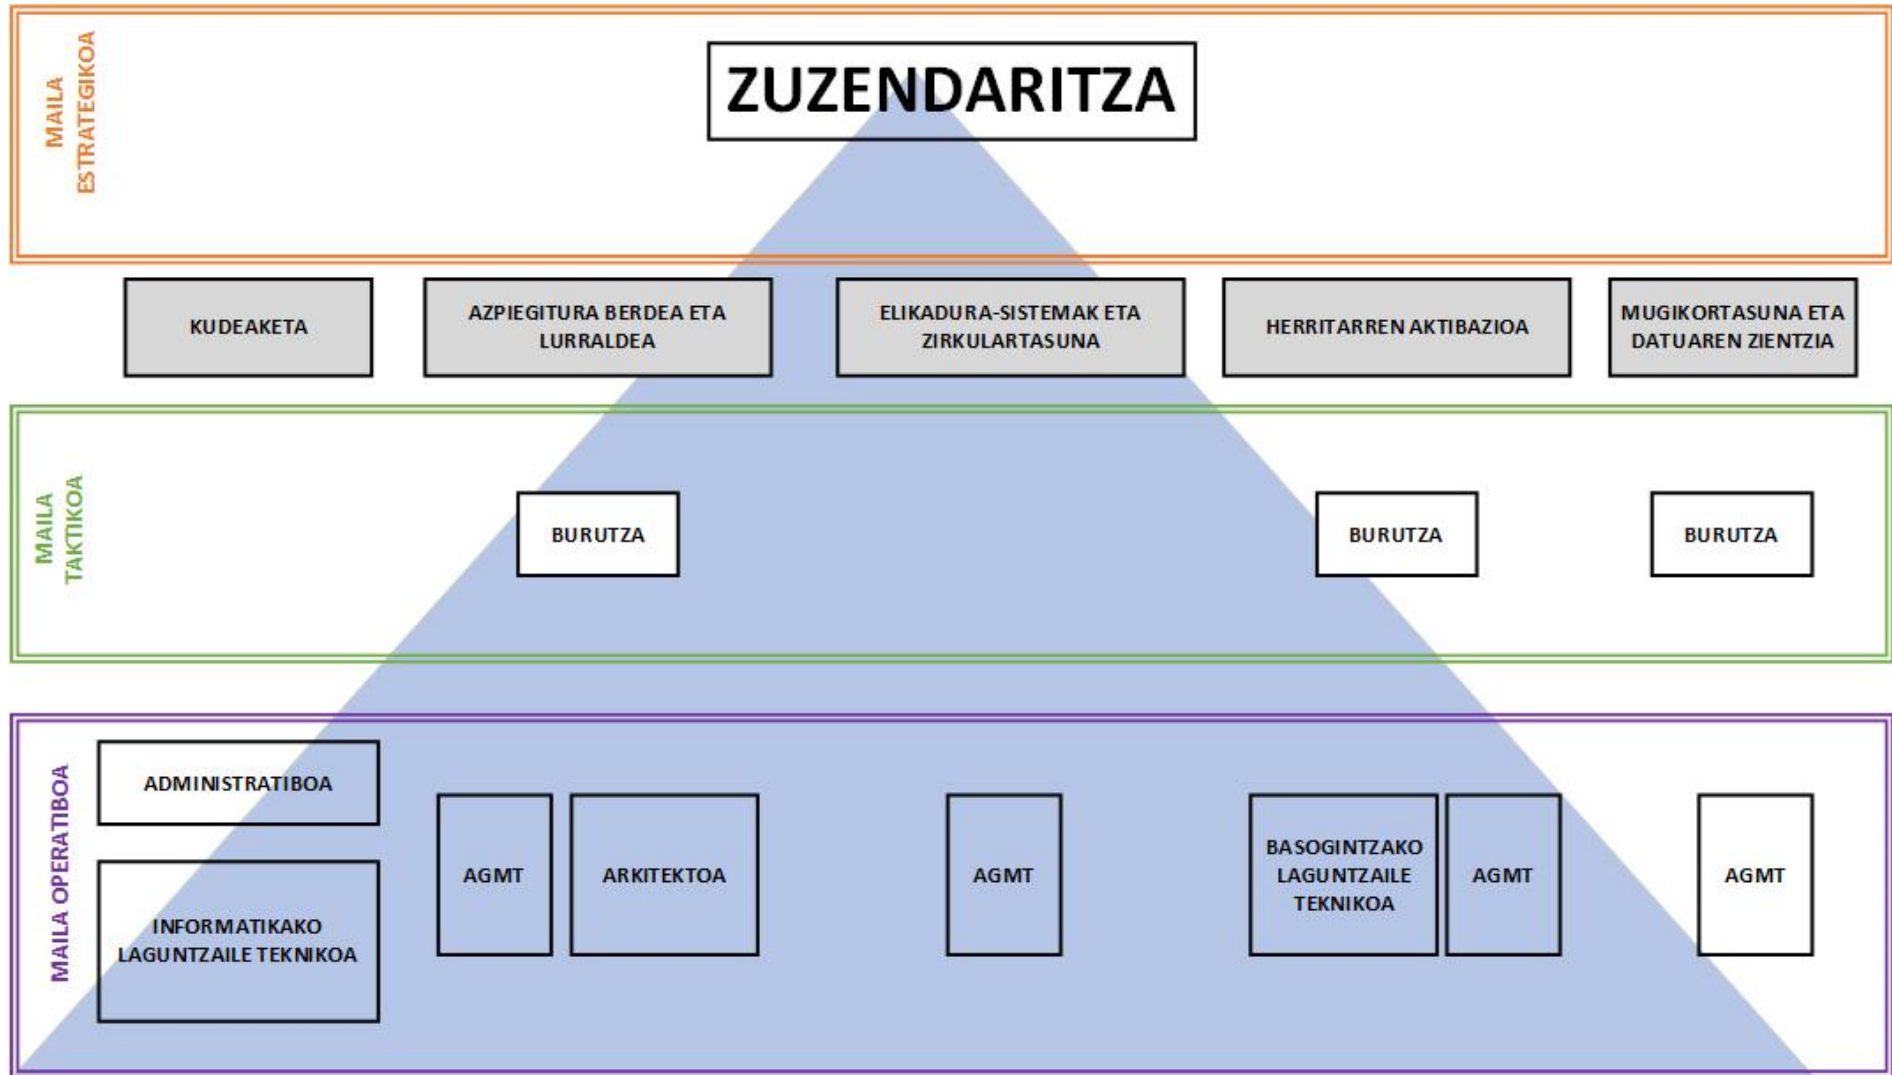 MAILA
ESTRATEGIKOA
ZUZENDARITZA
KUDEAKETA
AZPIEGITURA BERDEA ETA
LURRALDEA
ELIKADURA-SISTEMAK ETA
ZIRKULARTASUNA
HERRITARREN AKTIBAZIOA
MUGIKORTASUNA ETA
DATUAREN ZIENTZIA
MAILA
TAKTIKOA
BURUTZA
BURUTZA
BURUTZA
MAILA OPERATIBOA
ADMINISTRATIBOA
INFORMATIKAKO
LAGUNTZAILE TEKNIKOA
AGMT
ARKITEKTOA
AGMT
BASOGINTZAKO
LAGUNTZAILE
TEKNIKOA
AGMT
AGMT